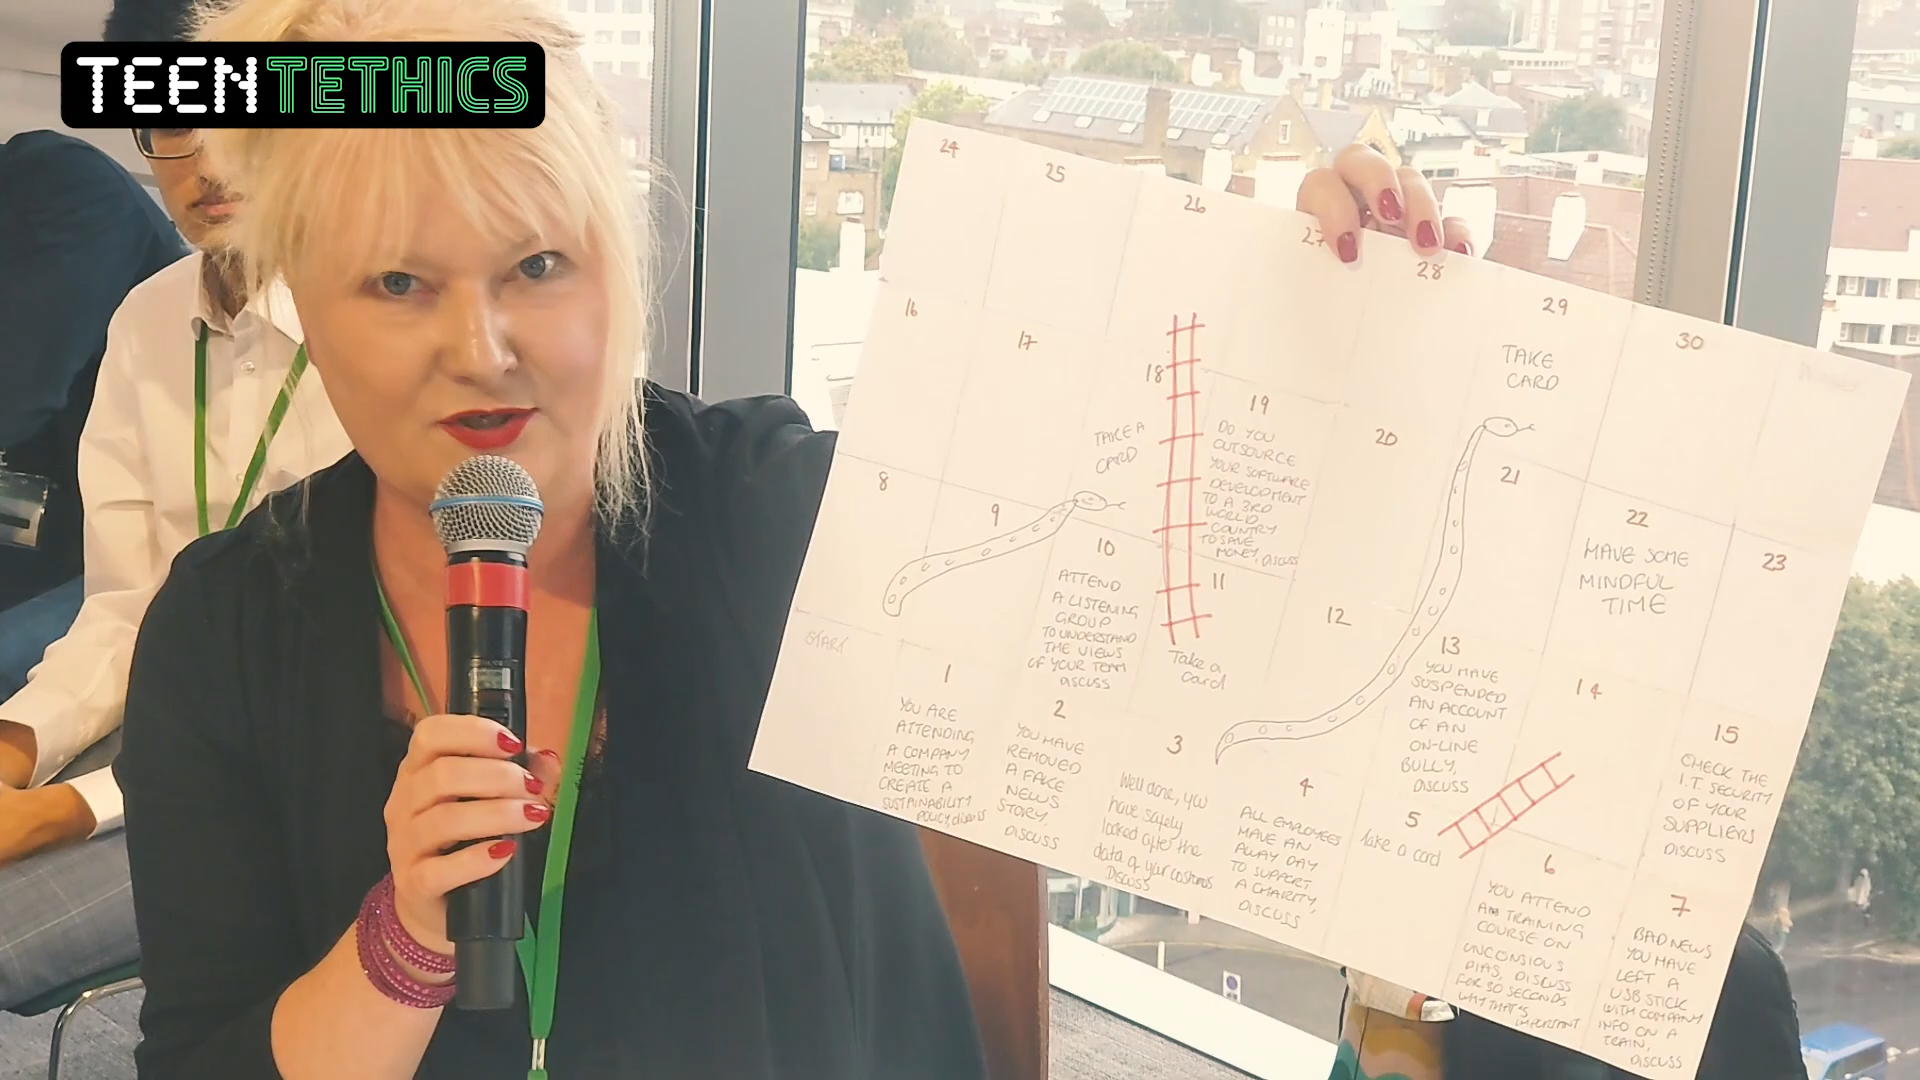 TEENTETHICS
24
25
26
27
28
29
TAKE
CARD
30
16
17
TAKE A
CARD
18
19
DO YOU
OUTSOURCE
YOUR SOFTWARE
DEVELOPMENT
TO A 3RD
WORLD
COUNTRY
TO SAVE
MONEY, DISCUSS
20
21
22
HAVE SOME
MINDFUL
TIME
23
8
9
10
ATTEND
A LISTENING
GROUP
TO UNDERSTAND
THE VIEWS
OF YOUR TEAM
DISCUSS
11
Take a
Card
12
13
YOU HAVE
SUSPENDED
AN ACCOUNT
OF AN
ON-LINE
BULLY,
DISCUSS
14
15
CHECK THE
I.T. SECURITY
OF YOUR
SUPPLIERS
DISCUSS
START
1
YOU ARE
ATTENDING
A COMPANY
MEETING TO
CREATE A
SUSTAINABILITY
POLICY, discuss
2
YOU HAVE
REMOVED
A FAKE
NEWS
STORY,
DISCUSS
3
Well done, you
have safely
looked after the
data of your customers
DISCUSS
4
ALL EMPLOYEES
HAVE AN
AWAY DAY
TO SUPPORT
A CHARITY,
DISCUSS
5
Take a card
6
YOU ATTEND
AN TRAINING
COURSE ON
UNCONSIOUS
BIAS, DISCUSS
FOR 30 SECONDS
WHY THAT'S
IMPORTANT
7
BAD NEWS
YOU HAVE
LEFT A
USB STICK
WITH COMPANY
INFO ON A
TRAIN,
DISCUSS